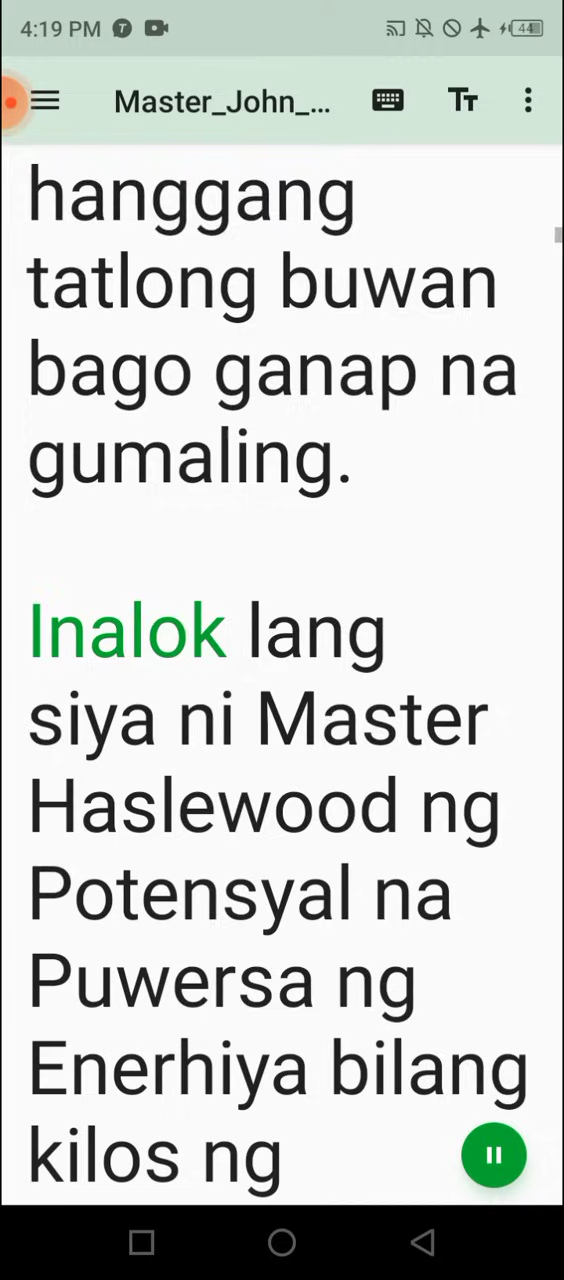 4:19 PM
44
Master_John_...
hanggang
tatlong buwan
bago ganap na
gumaling.
Inalok lang
siya ni Master
Haslewood ng
Potensyal na
Puwersa ng
Enerhiya bilang
kilos ng